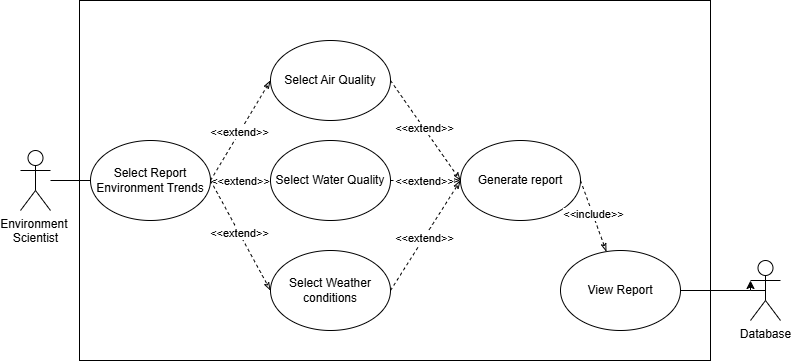 Select Air Quality
<<extend>>
<<extend>>
Select Report
Environment Trends
<<extend>>
Select Water Quality
<<extend>>
Generate report
Environment
Scientist
<<include>>
<<extend>>
<<extend>>
Select Weather
conditions
View Report
Database